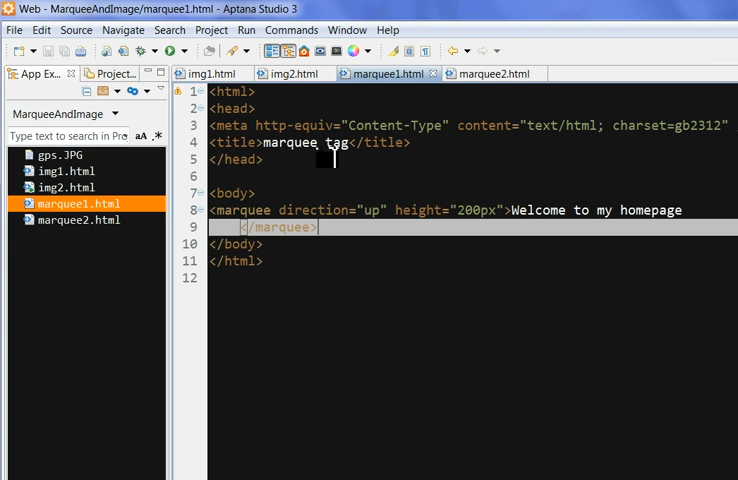 Web - MarqueeAndImage/marquee1.html - Aptana Studio 3
File Edit Source Navigate Search Project Run Commands Window Help
App Ex... Project... img1.html img2.html marquee1.html marquee2.html
MarqueeAndImage
Type text to search in Pro aA .*
gps.JPG
img1.html
img2.html
marquee1.html
marquee2.html
1 <html>
2 <head>
3 <meta http-equiv="Content-Type" content="text/html; charset=gb2312"
4 <title>marquee tag</title>
5 </head>
6
7 <body>
8 <marquee direction="up" height="200px">Welcome to my homepage
9 </marquee>
10 </body>
11 </html>
12